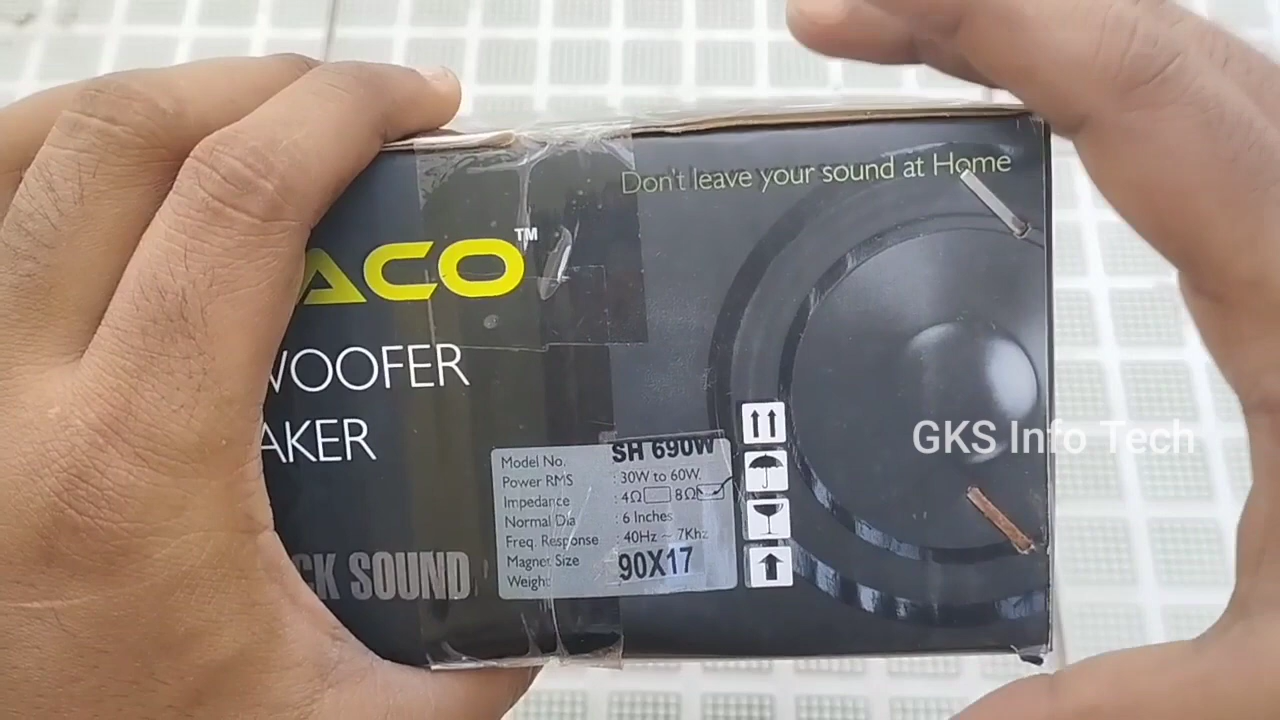 Don't leave your sound at Home
ACO™
WOOFER
AKER
CK SOUND
Model No. SH 690W
Power RMS : 30W to 60W.
Impedance : 4Ω 8Ω
Normal Dia : 6 Inches
Freq. Response : 40Hz ~ 7Khz
Magnet Size 90X17
Weight
GKS Info Tech